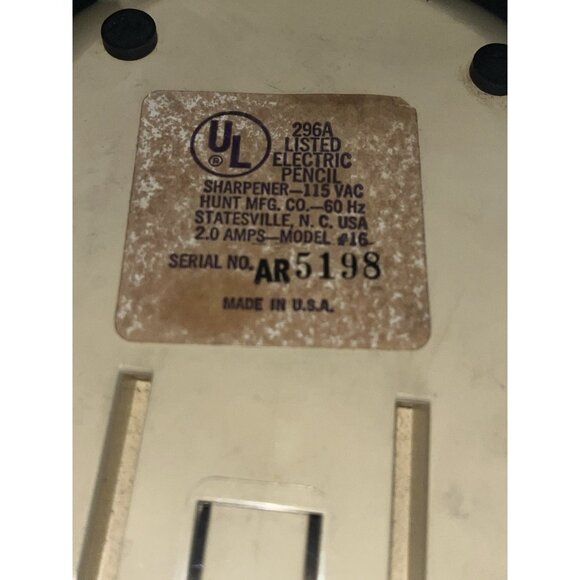 UL ®
296A
LISTED
ELECTRIC
PENCIL
SHARPENER—115 VAC
HUNT MFG. CO.—60 Hz
STATESVILLE, N. C. USA
2.0 AMPS—MODEL #16
SERIAL NO. AR5198
MADE IN U.S.A.